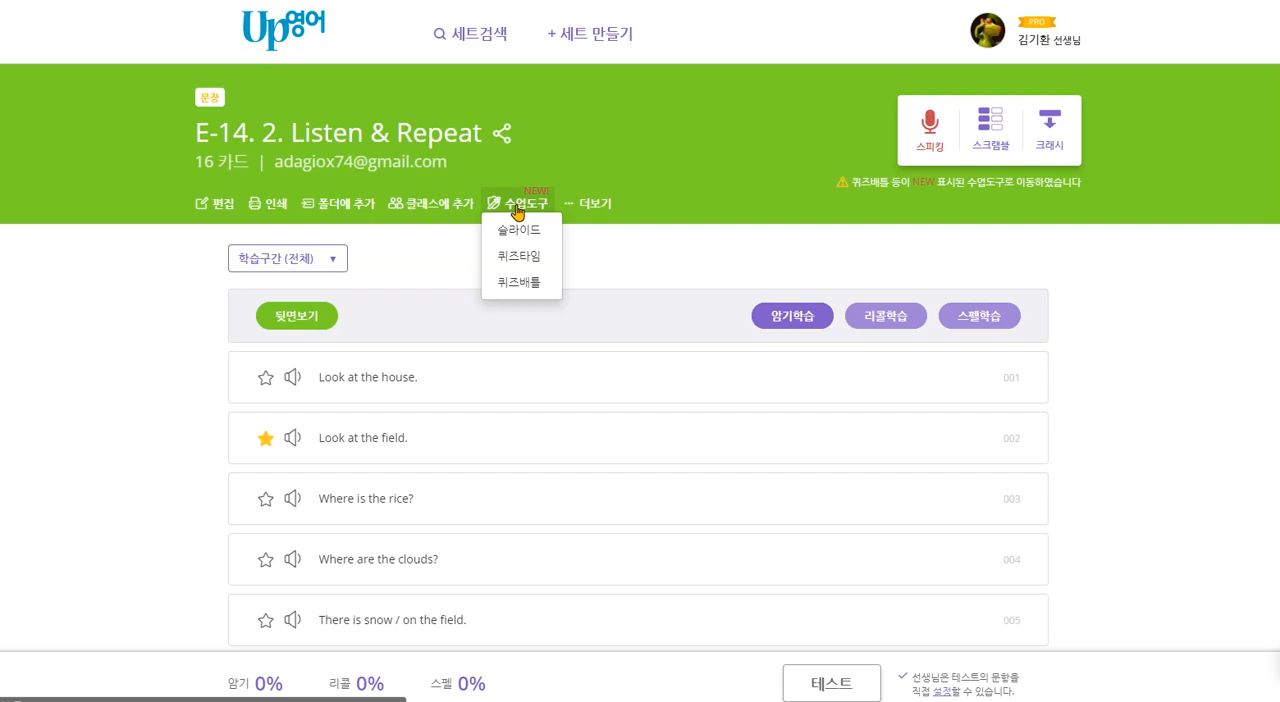 Up영어
세트검색
+ 세트 만들기
PRO
김기환 선생님
문장
E-14. 2. Listen & Repeat
16 카드 | adagiox74@gmail.com
스피킹
스크램블
크래시
퀴즈배틀 등이 NEW 표시된 수업도구로 이동하였습니다
편집
인쇄
폴더에 추가
클래스에 추가
수업도구
NEW!
더보기
슬라이드
퀴즈타임
퀴즈배틀
학습구간 (전체)
뒷면보기
암기학습
리콜학습
스펠학습
Look at the house.
001
Look at the field.
002
Where is the rice?
003
Where are the clouds?
004
There is snow / on the field.
005
암기 0%
리콜 0%
스펠 0%
테스트
선생님은 테스트의 문항을
직접 설정할 수 있습니다.